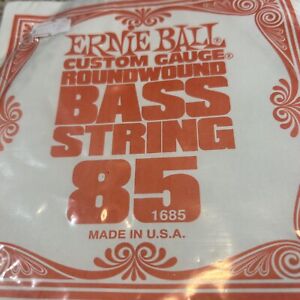 ERNIE BALL®
CUSTOM GAUGE®
ROUNDWOUND
BASS
STRING
85
1685
MADE IN U.S.A.